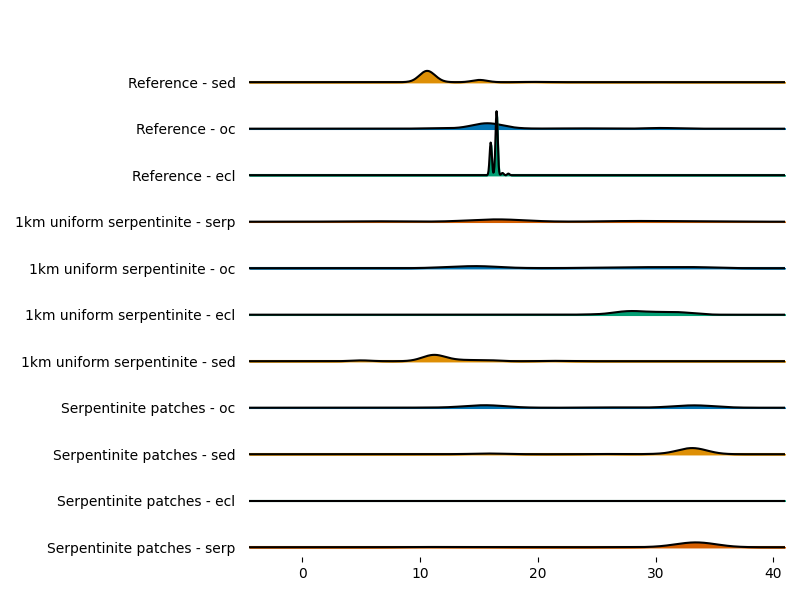 Reference - sed
Reference - oc
Reference - ecl
1km uniform serpentinite - serp
1km uniform serpentinite - oc
1km uniform serpentinite - ecl
1km uniform serpentinite - sed
Serpentinite patches - oc
Serpentinite patches - sed
Serpentinite patches - ecl
Serpentinite patches - serp
0 10 20 30 40